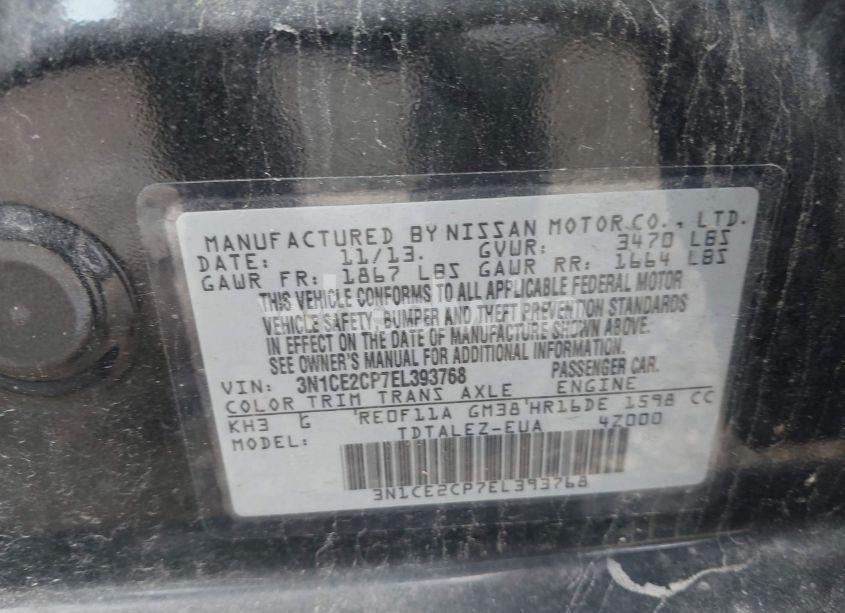 MANUFACTURED BY NISSAN MOTOR CO., LTD.
DATE: 11/13. GVWR: 3470 LBS
GAWR FR: 1867 LBS GAWR RR: 1664 LBS
THIS VEHICLE CONFORMS TO ALL APPLICABLE FEDERAL MOTOR
VEHICLE SAFETY, BUMPER AND THEFT PREVENTION STANDARDS
IN EFFECT ON THE DATE OF MANUFACTURE SHOWN ABOVE.
SEE OWNER'S MANUAL FOR ADDITIONAL INFORMATION.
VIN: 3N1CE2CP7EL393768 PASSENGER CAR.
COLOR TRIM TRANS AXLE ENGINE
KH3 G RE0F11A GM38 HR16DE 1598 CC
MODEL: TDTALEZ-EUA 4Z000
3N1CE2CP7EL393768